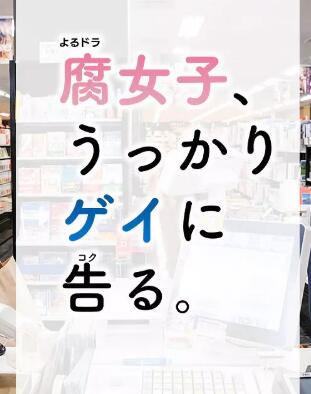 よるドラ
腐女子、
うっかり
ゲイに
コク
告る。